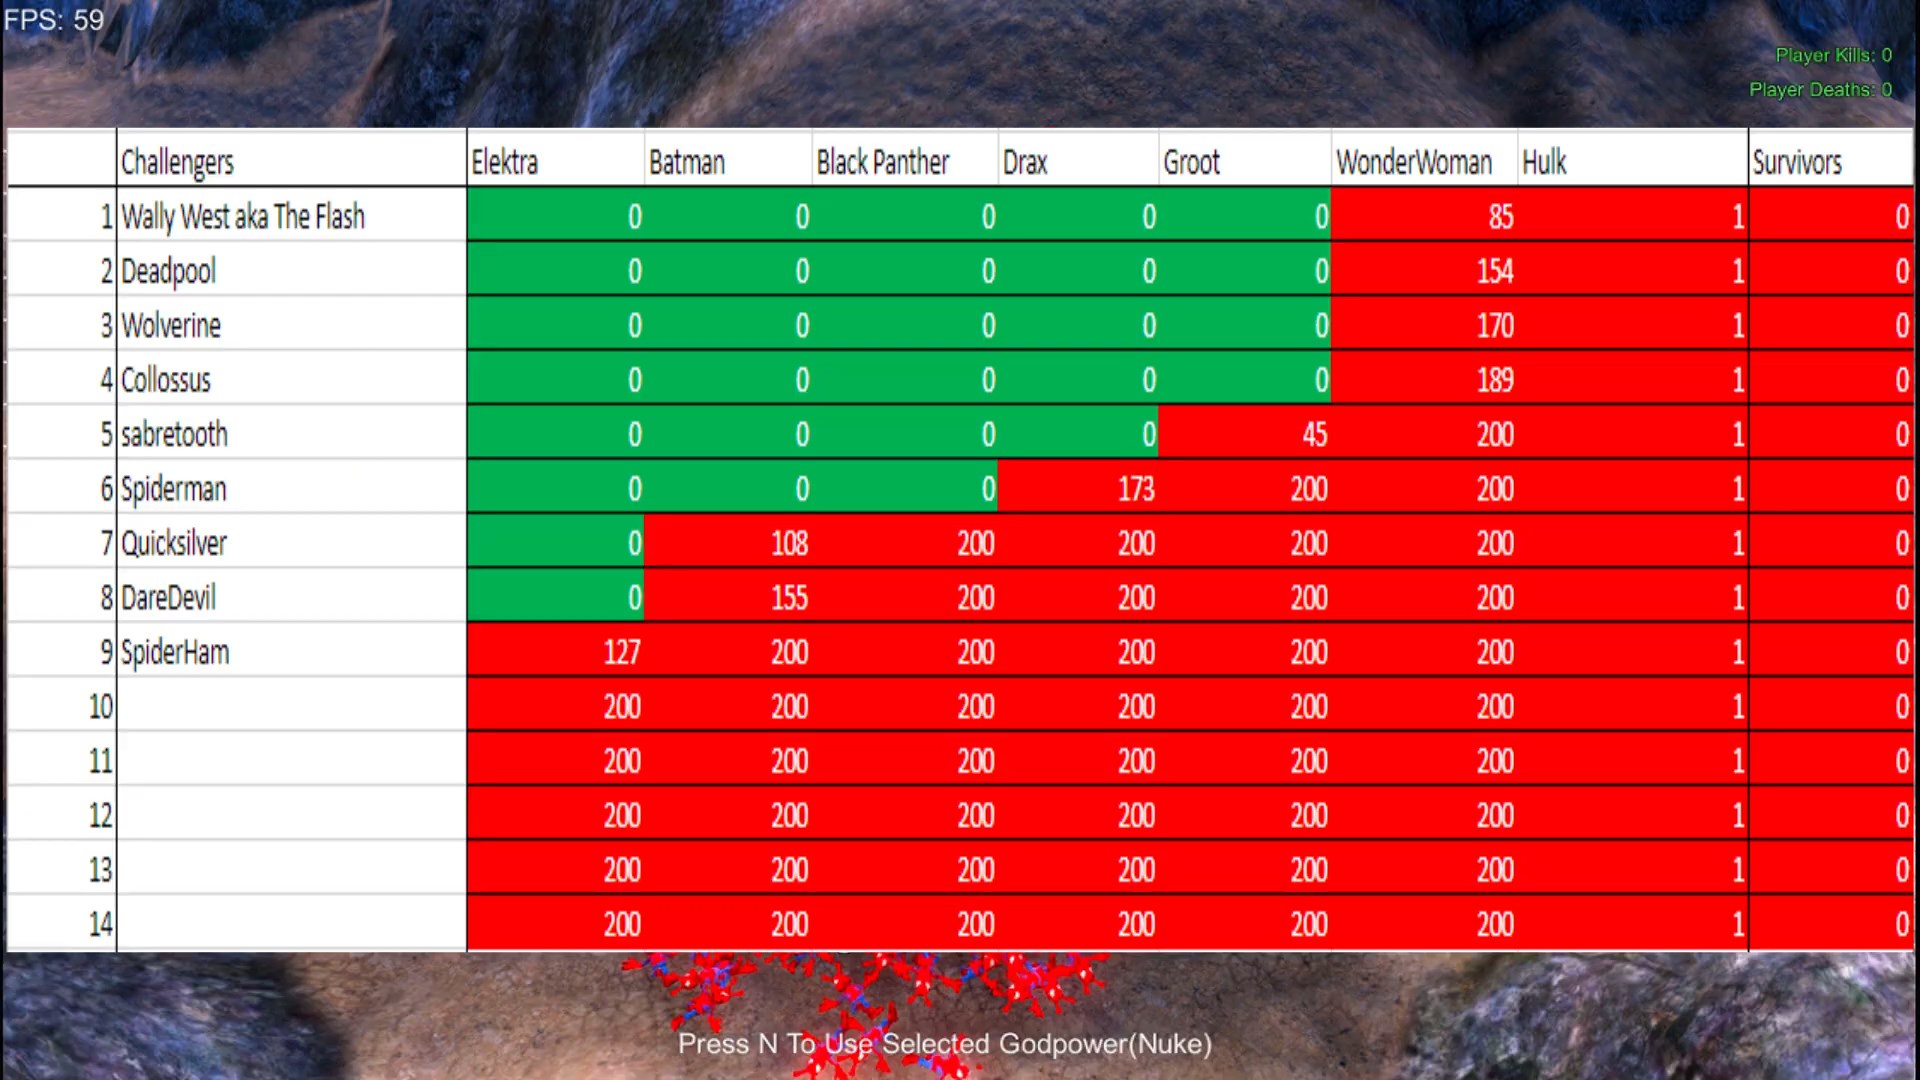 FPS: 59
Player Kills: 0
Player Deaths: 0
Challengers Elektra Batman Black Panther Drax Groot WonderWoman Hulk Survivors
1 Wally West aka The Flash 0 0 0 0 0 85 1 0
2 Deadpool 0 0 0 0 0 154 1 0
3 Wolverine 0 0 0 0 0 170 1 0
4 Collossus 0 0 0 0 0 189 1 0
5 sabretooth 0 0 0 0 45 200 1 0
6 Spiderman 0 0 0 173 200 200 1 0
7 Quicksilver 0 108 200 200 200 200 1 0
8 DareDevil 0 155 200 200 200 200 1 0
9 SpiderHam 127 200 200 200 200 200 1 0
10 200 200 200 200 200 200 1 0
11 200 200 200 200 200 200 1 0
12 200 200 200 200 200 200 1 0
13 200 200 200 200 200 200 1 0
14 200 200 200 200 200 200 1 0
Press N To Use Selected Godpower(Nuke)